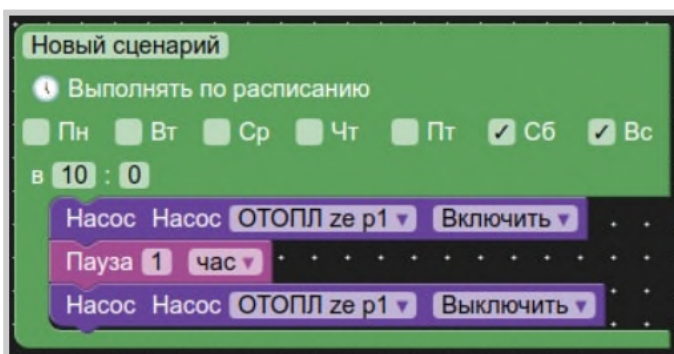 Новый сценарий
Выполнять по расписанию
Пн Вт Ср Чт Пт Сб Вс
в 10 : 0
Насос Насос ОТОПЛ ze p1 Включить
Пауза 1 час
Насос Насос ОТОПЛ ze p1 Выключить